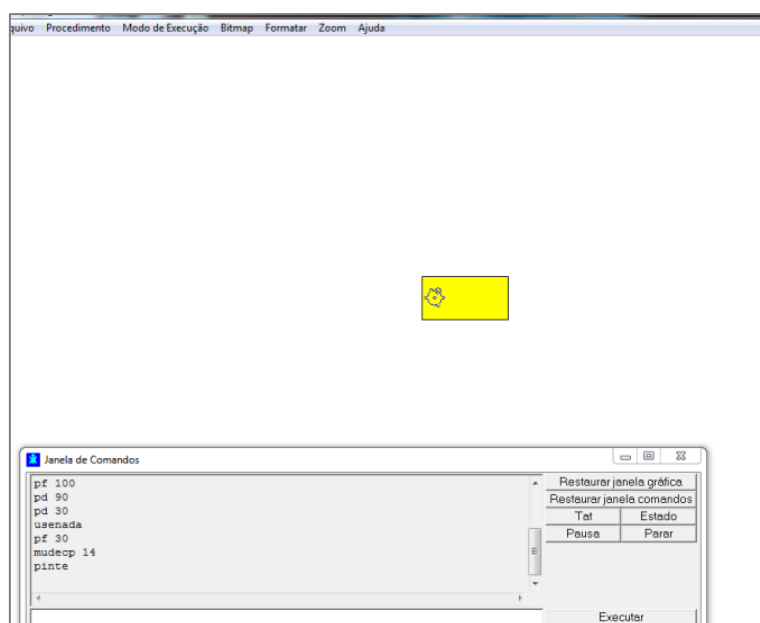 quivo Procedimento Modo de Execução Bitmap Formatar Zoom Ajuda
Janela de Comandos
pf 100
pd 90
pd 30
usenada
pf 30
mudecp 14
pinte
Restaurar janela gráfica
Restaurar janela comandos
Tat Estado
Pausa Parar
Executar